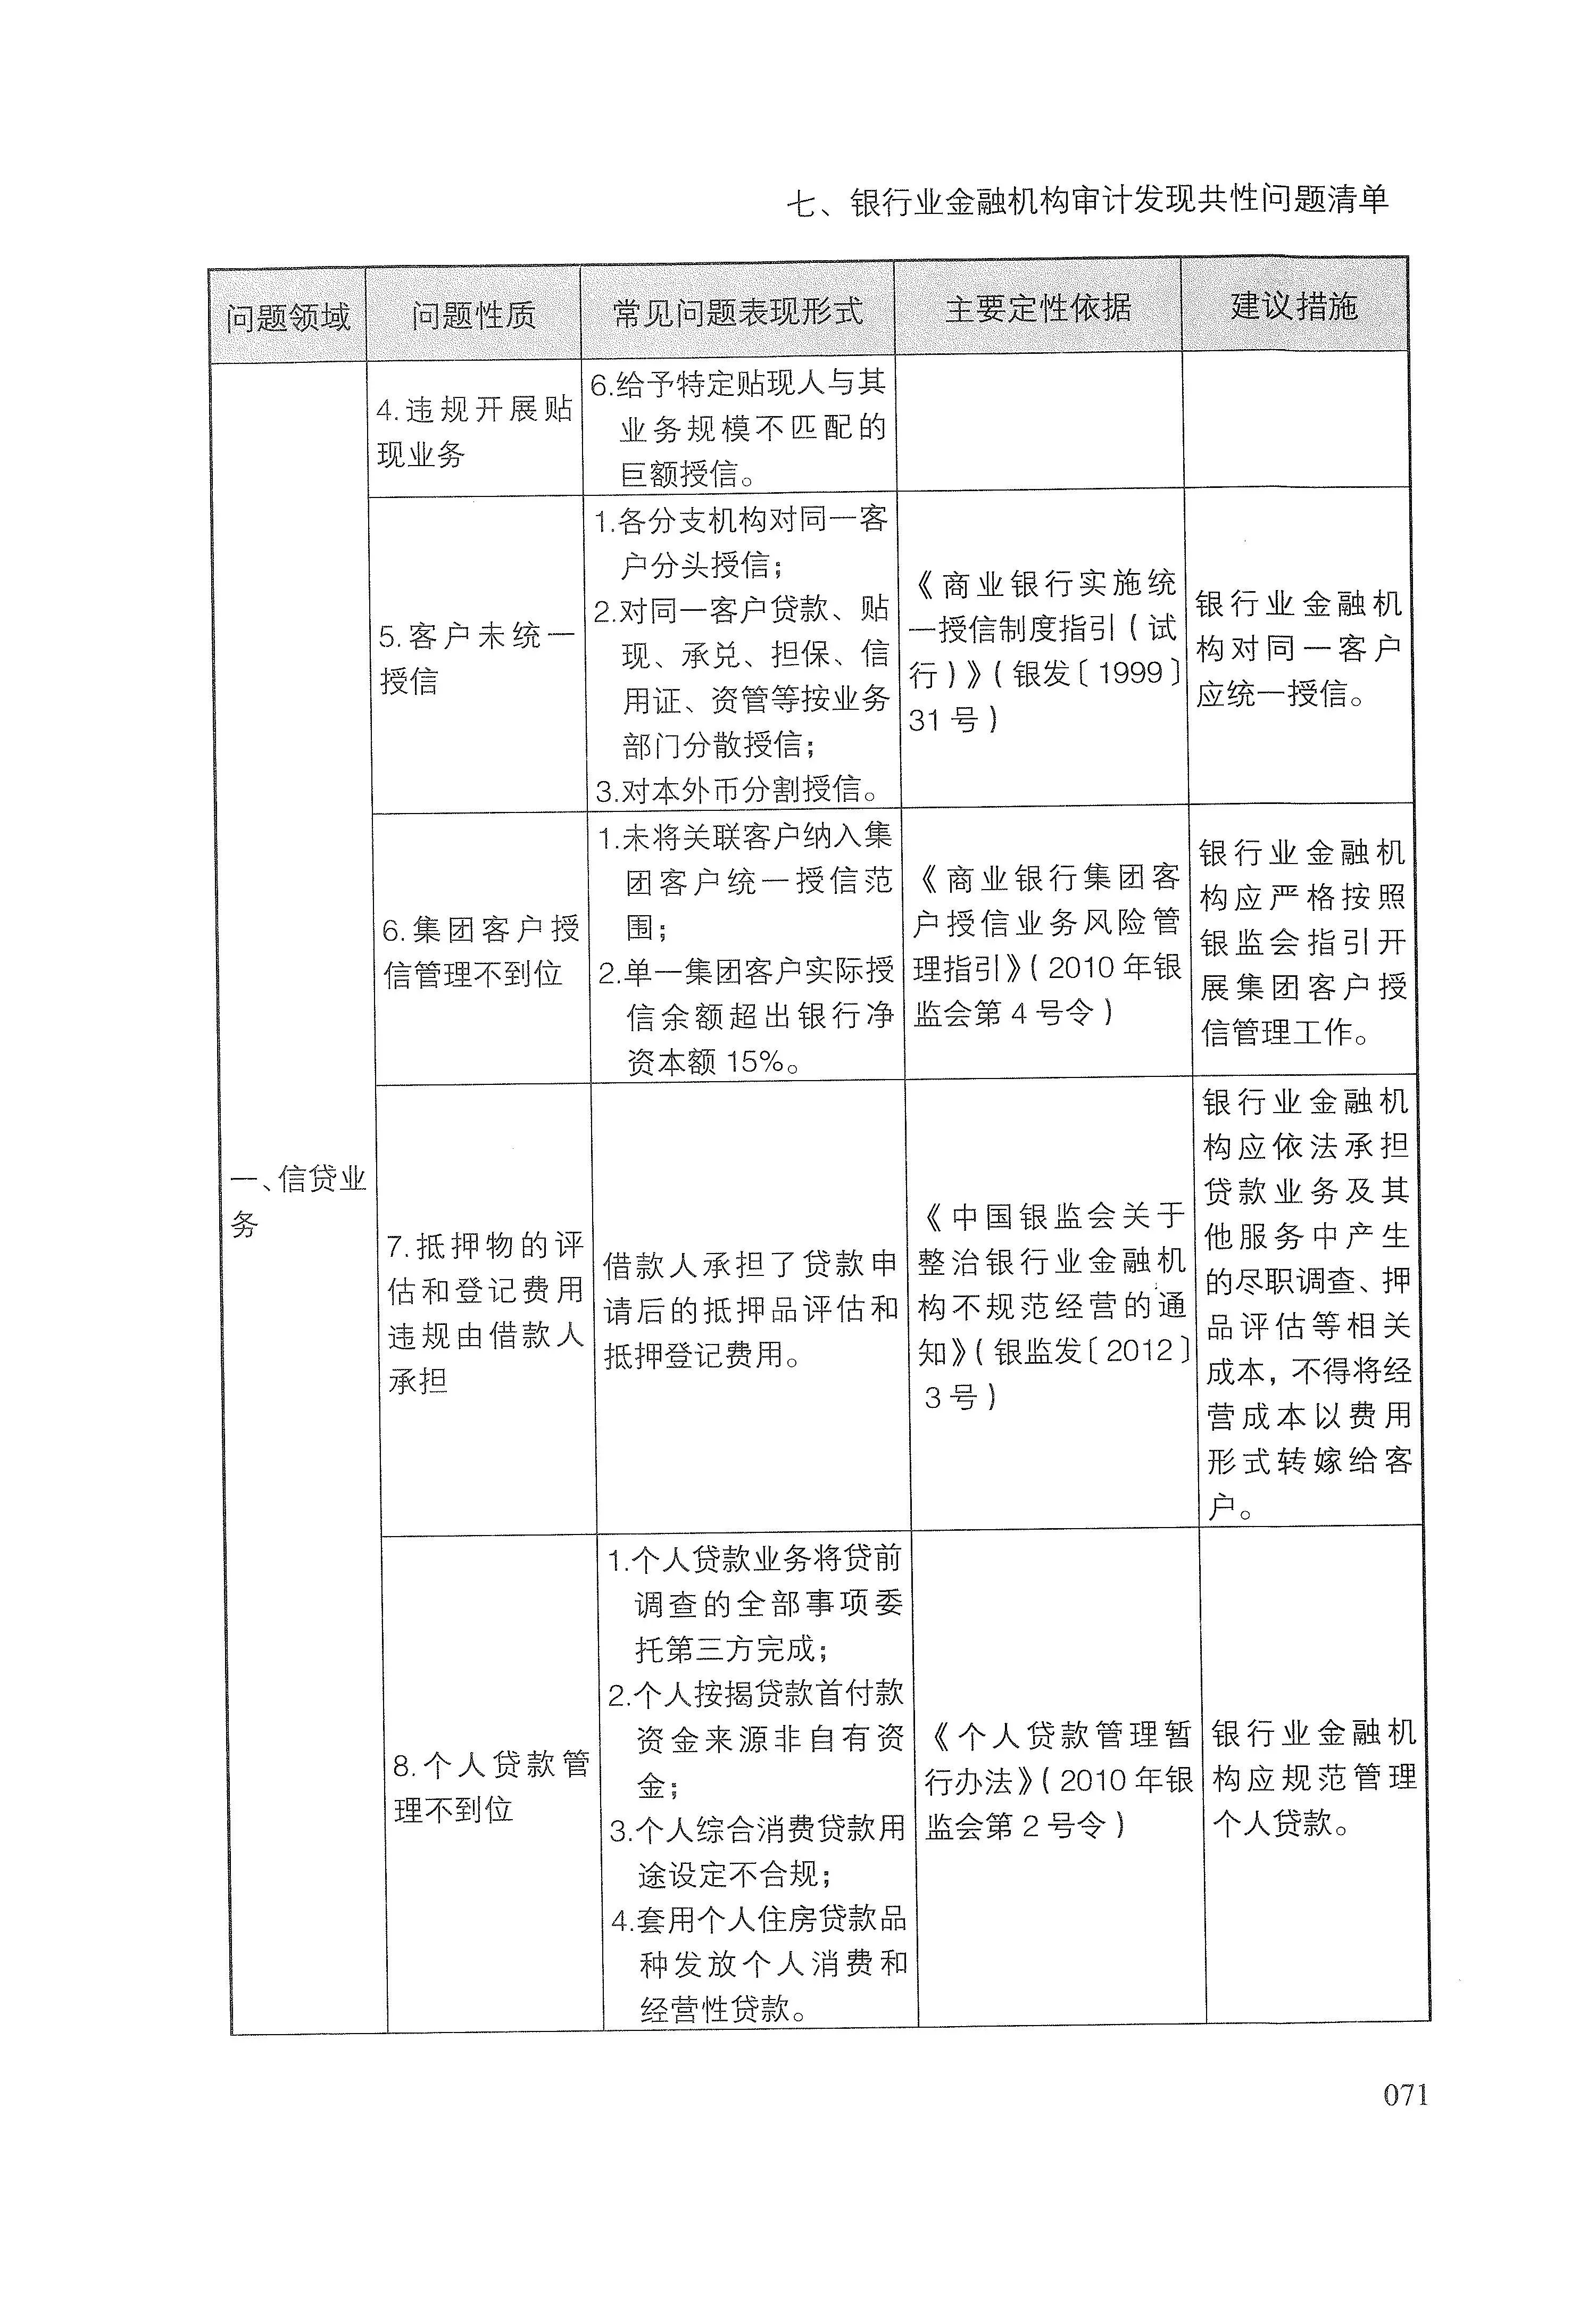 七、银行业金融机构审计发现共性问题清单
问题领域
问题性质
常见问题表现形式
主要定性依据
建议措施
一、信贷业
务
4.违规开展贴
现业务
6.给予特定贴现人与其
业务规模不匹配的
巨额授信。
5.客户未统一
授信
1.各分支机构对同一客
户分头授信；
2.对同一客户贷款、贴
现、承兑、担保、信
用证、资管等按业务
部门分散授信；
3.对本外币分割授信。
《商业银行实施统
一授信制度指引（试
行）》（银发〔1999〕
31号）
银行业金融机
构对同一客户
应统一授信。
6.集团客户授
信管理不到位
1.未将关联客户纳入集
团客户统一授信范
围；
2.单一集团客户实际授
信余额超出银行净
资本额15%。
《商业银行集团客
户授信业务风险管
理指引》（2010年银
监会第4号令）
银行业金融机
构应严格按照
银监会指引开
展集团客户授
信管理工作。
7.抵押物的评
估和登记费用
违规由借款人
承担
借款人承担了贷款申
请后的抵押品评估和
抵押登记费用。
《中国银监会关于
整治银行业金融机
构不规范经营的通
知》（银监发〔2012〕
3号）
银行业金融机
构应依法承担
贷款业务及其
他服务中产生
的尽职调查、押
品评估等相关
成本，不得将经
营成本以费用
形式转嫁给客
户。
8.个人贷款管
理不到位
1.个人贷款业务将贷前
调查的全部事项委
托第三方完成；
2.个人按揭贷款首付款
资金来源非自有资
金；
3.个人综合消费贷款用
途设定不合规；
4.套用个人住房贷款品
种发放个人消费和
经营性贷款。
《个人贷款管理暂
行办法》（2010年银
监会第2号令）
银行业金融机
构应规范管理
个人贷款。
071